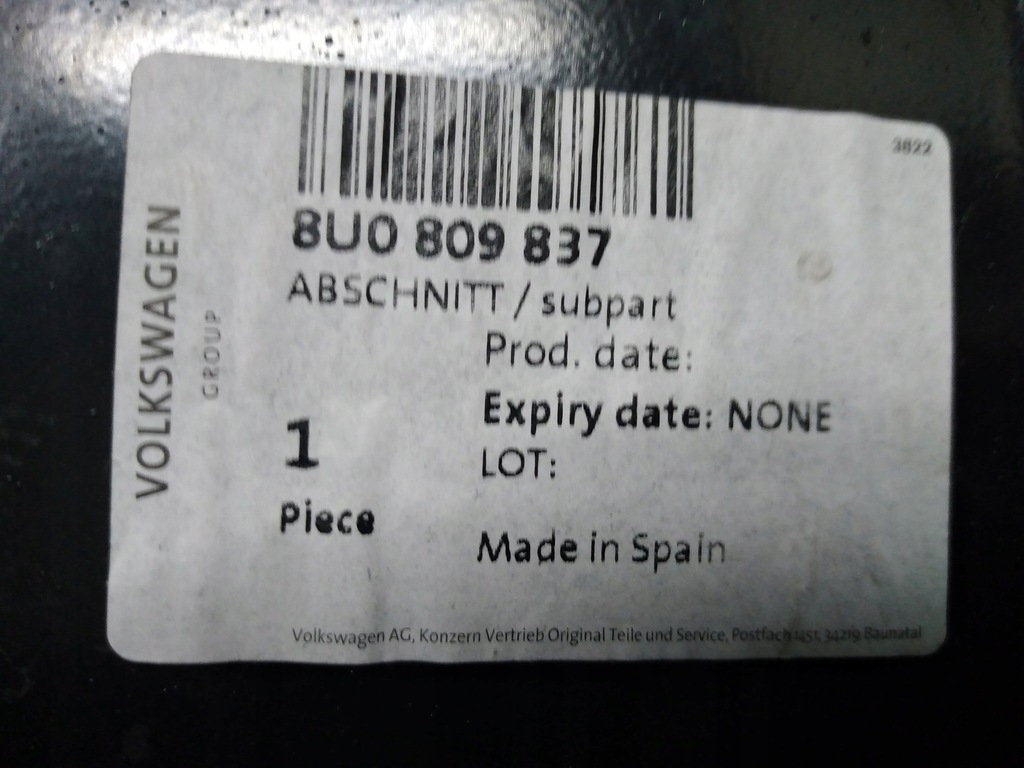 3822
8U0 809 837
ABSCHNITT / subpart
Prod. date:
Expiry date: NONE
LOT:
1
Piece
Made in Spain
VOLKSWAGEN
GROUP
Volkswagen AG, Konzern Vertrieb Original Teile und Service, Postfach 1451, 34219 Baunatal